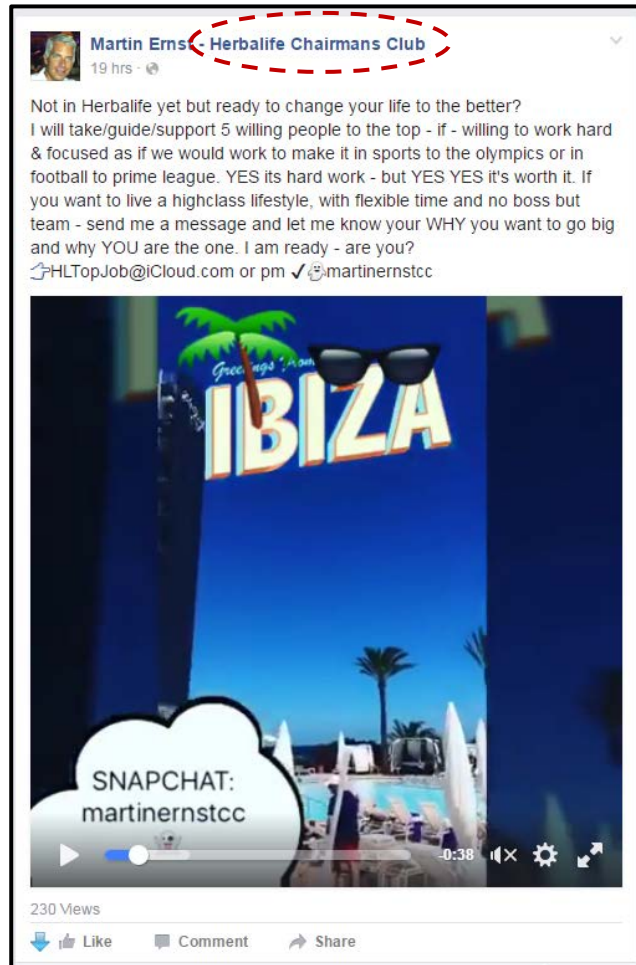 Martin Ernst - Herbalife Chairmans Club
19 hrs
Not in Herbalife yet but ready to change your life to the better?
I will take/guide/support 5 willing people to the top - if - willing to work hard
& focused as if we would work to make it in sports to the olympics or in
football to prime league. YES its hard work - but YES YES it's worth it. If
you want to live a highclass lifestyle, with flexible time and no boss but
team - send me a message and let me know your WHY you want to go big
and why YOU are the one. I am ready - are you?
👉HLTopJob@iCloud.com or pm ✔👻martinernstcc
Greetings from
IBIZA
SNAPCHAT:
martinernstcc
-0:38
230 Views
Like Comment Share